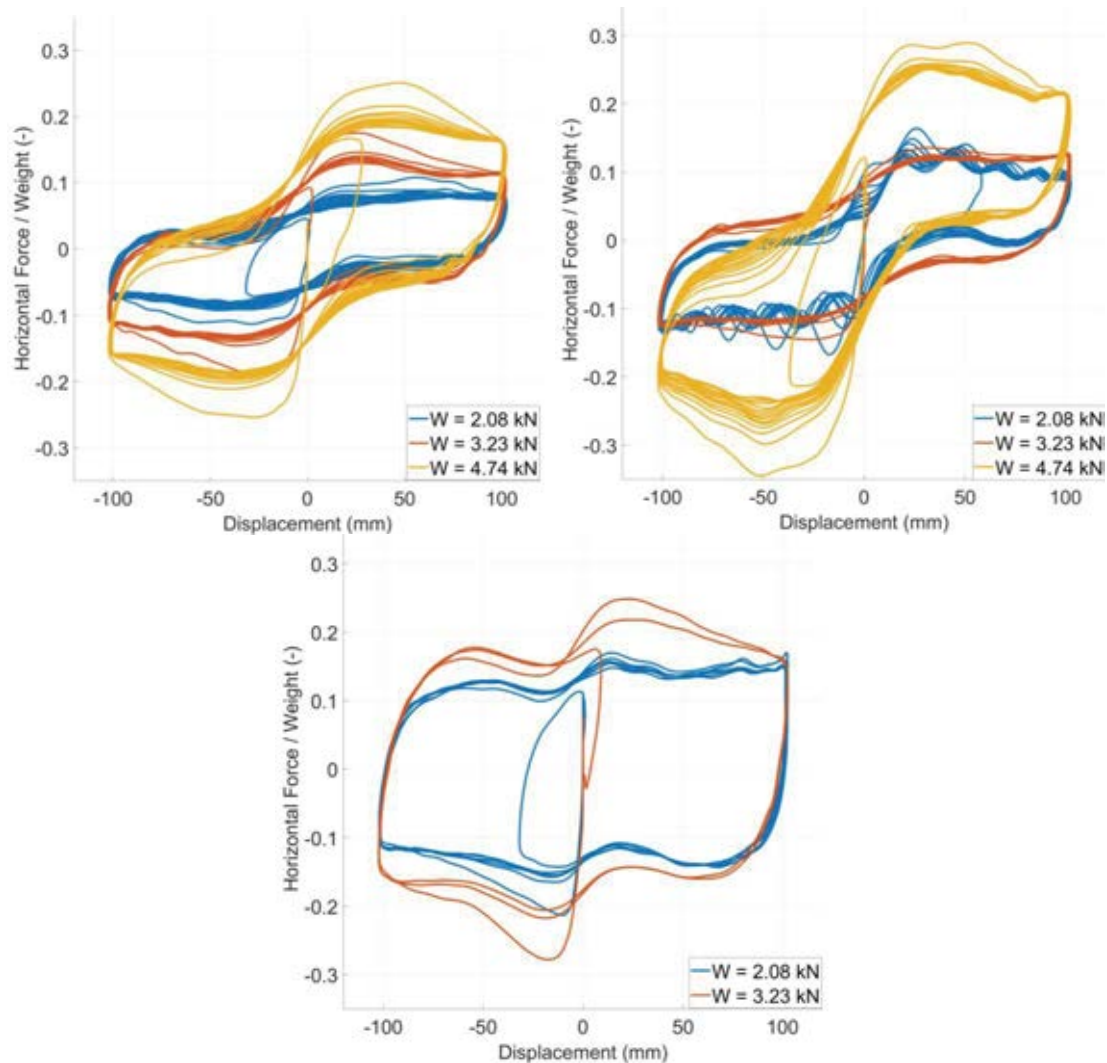 0.3
0.2
0.1
0
-0.1
-0.2
-0.3
Horizontal Force / Weight (-)
-100 -50 0 50 100
Displacement (mm)
W = 2.08 kN
W = 3.23 kN
W = 4.74 kN
0.3
0.2
0.1
0
-0.1
-0.2
-0.3
Horizontal Force / Weight (-)
-100 -50 0 50 100
Displacement (mm)
W = 2.08 kN
W = 3.23 kN
W = 4.74 kN
0.3
0.2
0.1
0
-0.1
-0.2
-0.3
Horizontal Force / Weight (-)
-100 -50 0 50 100
Displacement (mm)
W = 2.08 kN
W = 3.23 kN